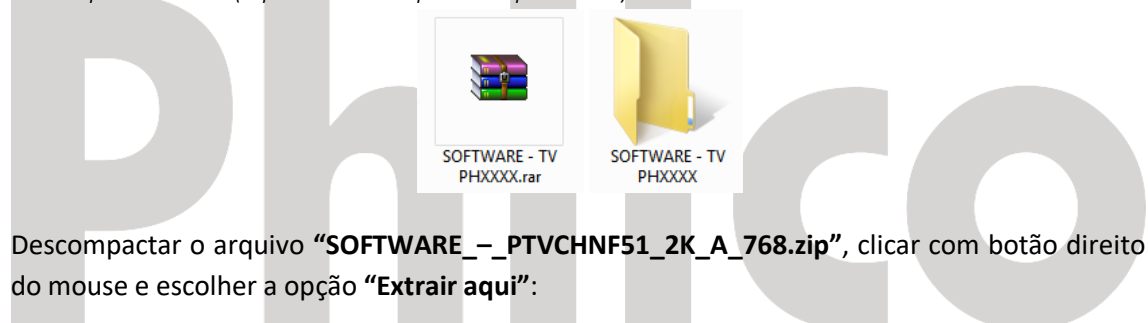 SOFTWARE - TV
PHXXXX.rar
SOFTWARE - TV
PHXXXX
Descompactar o arquivo “SOFTWARE_–_PTVCHNF51_2K_A_768.zip”, clicar com botão direito
do mouse e escolher a opção “Extrair aqui”:
Philco